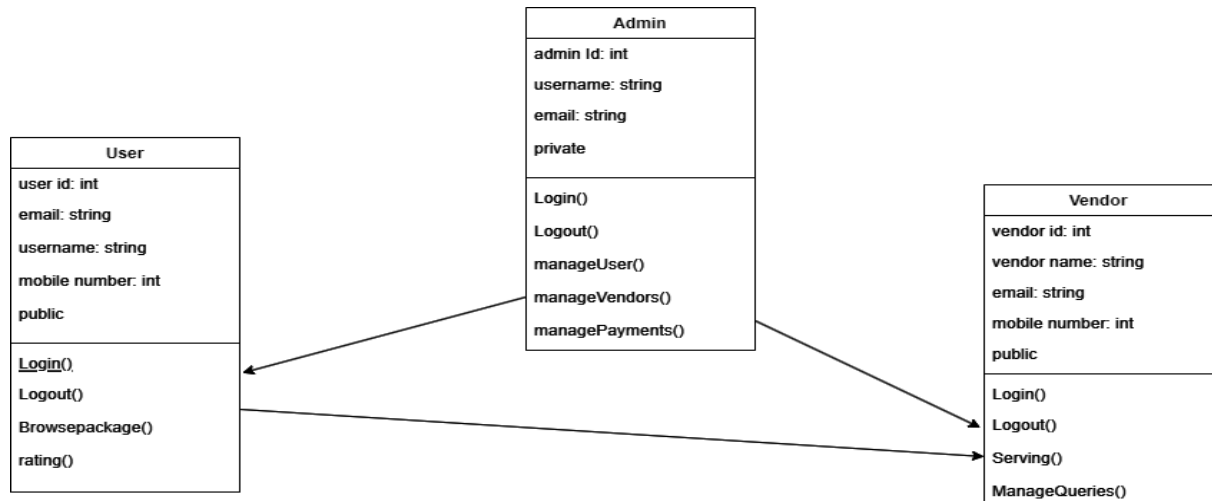 Admin
admin Id: int
username: string
email: string
private
Login()
Logout()
manageUser()
manageVendors()
managePayments()
User
user id: int
email: string
username: string
mobile number: int
public
Login()
Logout()
Browsepackage()
rating()
Vendor
vendor id: int
vendor name: string
email: string
mobile number: int
public
Login()
Logout()
Serving()
ManageQueries()